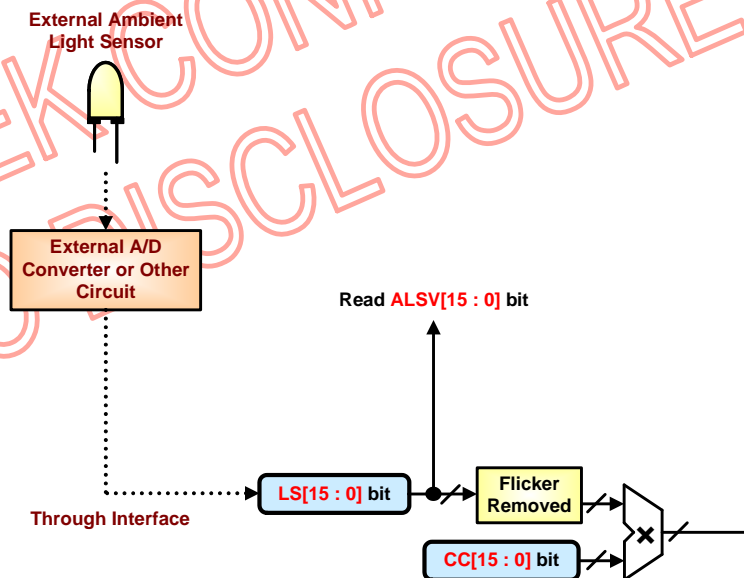 External Ambient
Light Sensor
External A/D
Converter or Other
Circuit
Read ALSV[15 : 0] bit
LS[15 : 0] bit
Flicker
Removed
Through Interface
CC[15 : 0] bit
DISCLOSURE